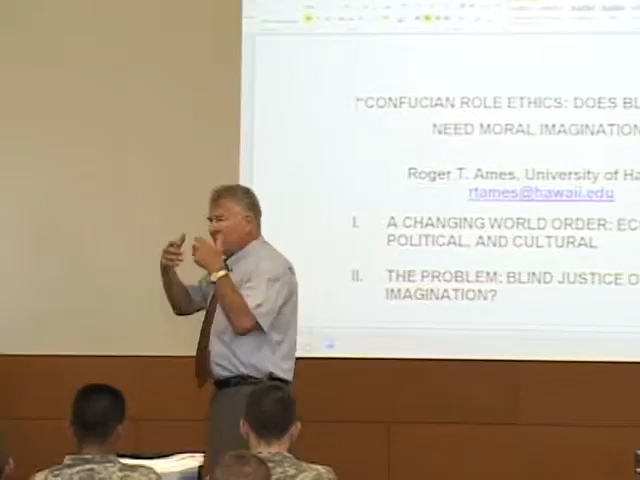 "CONFUCIAN ROLE ETHICS: DOES BL
NEED MORAL IMAGINATION
Roger T. Ames, University of Ha
rtames@hawaii.edu
I. A CHANGING WORLD ORDER: EC
POLITICAL, AND CULTURAL
II. THE PROBLEM: BLIND JUSTICE O
IMAGINATION?